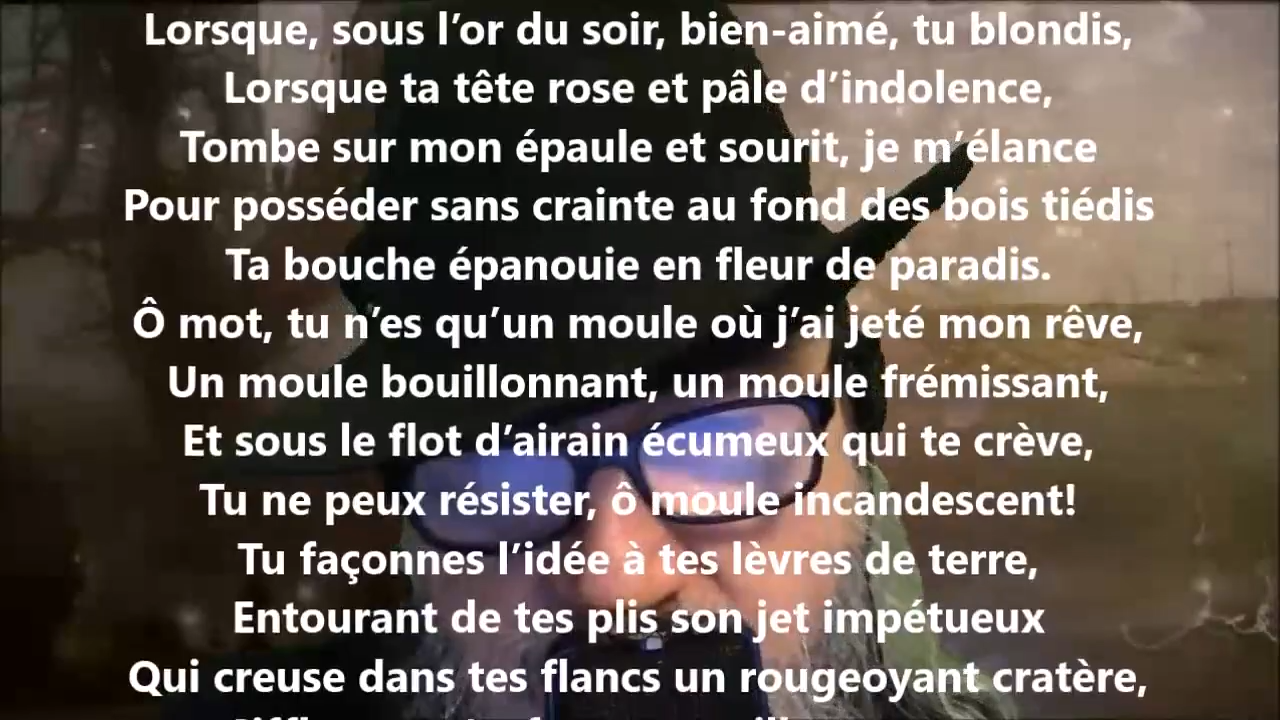 Lorsque, sous l’or du soir, bien-aimé, tu blondis,
Lorsque ta tête rose et pâle d’indolence,
Tombe sur mon épaule et sourit, je m’élance
Pour posséder sans crainte au fond des bois tiédis
Ta bouche épanouie en fleur de paradis.
Ô mot, tu n’es qu’un moule où j’ai jeté mon rêve,
Un moule bouillonnant, un moule frémissant,
Et sous le flot d’airain écumeux qui te crève,
Tu ne peux résister, ô moule incandescent!
Tu façonnes l’idée à tes lèvres de terre,
Entourant de tes plis son jet impétueux
Qui creuse dans tes flancs un rougeoyant cratère,